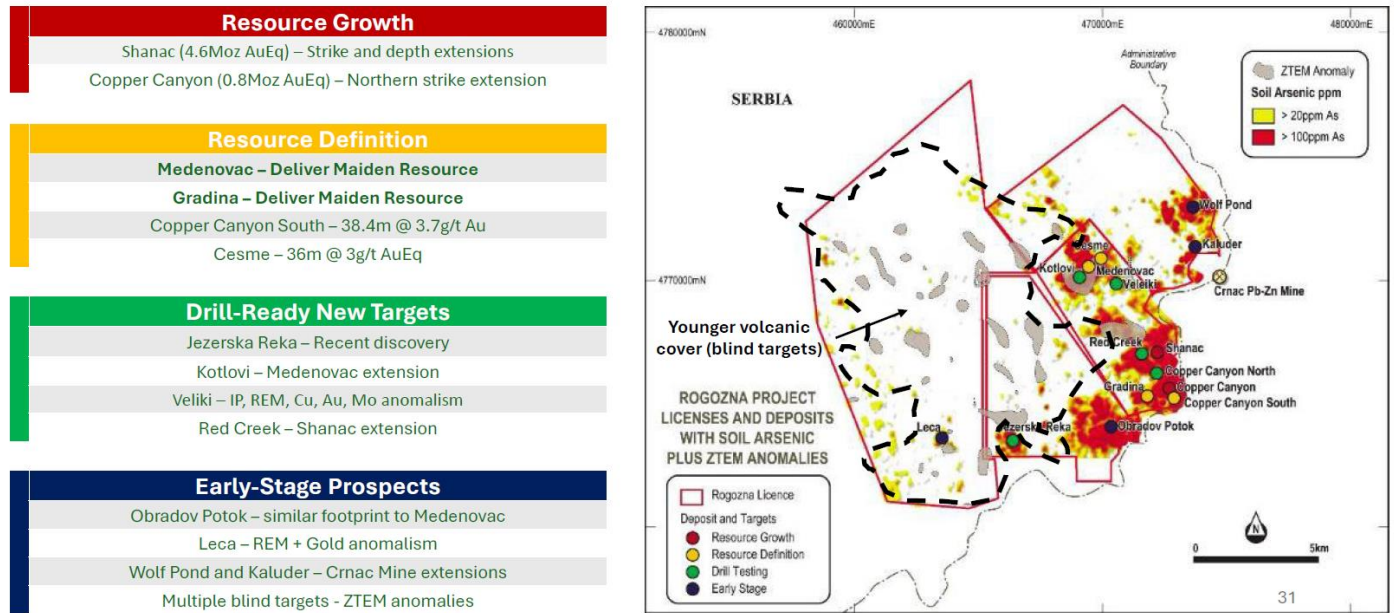 Resource Growth
Shanac (4.6Moz AuEq) – Strike and depth extensions
Copper Canyon (0.8Moz AuEq) – Northern strike extension
Resource Definition
Medenovac – Deliver Maiden Resource
Gradina – Deliver Maiden Resource
Copper Canyon South – 38.4m @ 3.7g/t Au
Cesme – 36m @ 3g/t AuEq
Drill-Ready New Targets
Jezerska Reka – Recent discovery
Kotlovi – Medenovac extension
Veliki – IP, REM, Cu, Au, Mo anomalism
Red Creek – Shanac extension
Early-Stage Prospects
Obradov Potok – similar footprint to Medenovac
Leca – REM + Gold anomalism
Wolf Pond and Kaluder – Crnac Mine extensions
Multiple blind targets - ZTEM anomalies
460000mE
470000mE
480000mE
4780000mN
Administrative
Boundary
SERBIA
ZTEM Anomaly
Soil Arsenic ppm
> 20ppm As
> 100ppm As
Wolf Pond
Kaluder
Cesme
Kotlovi
Medenovac
Veleiki
4770000mN
Crnac Pb-Zn Mine
Younger volcanic
cover (blind targets)
Red Creek
Shanac
Copper Canyon North
Gradina
Copper Canyon
Copper Canyon South
ROGOZNA PROJECT
LICENSES AND DEPOSITS
WITH SOIL ARSENIC
PLUS ZTEM ANOMALIES
Leca
Jezerska Reka
Obradov Potok
Rogozna Licence
Deposit and Targets
Resource Growth
Resource Definition
Drill Testing
Early Stage
N
0
5km
31